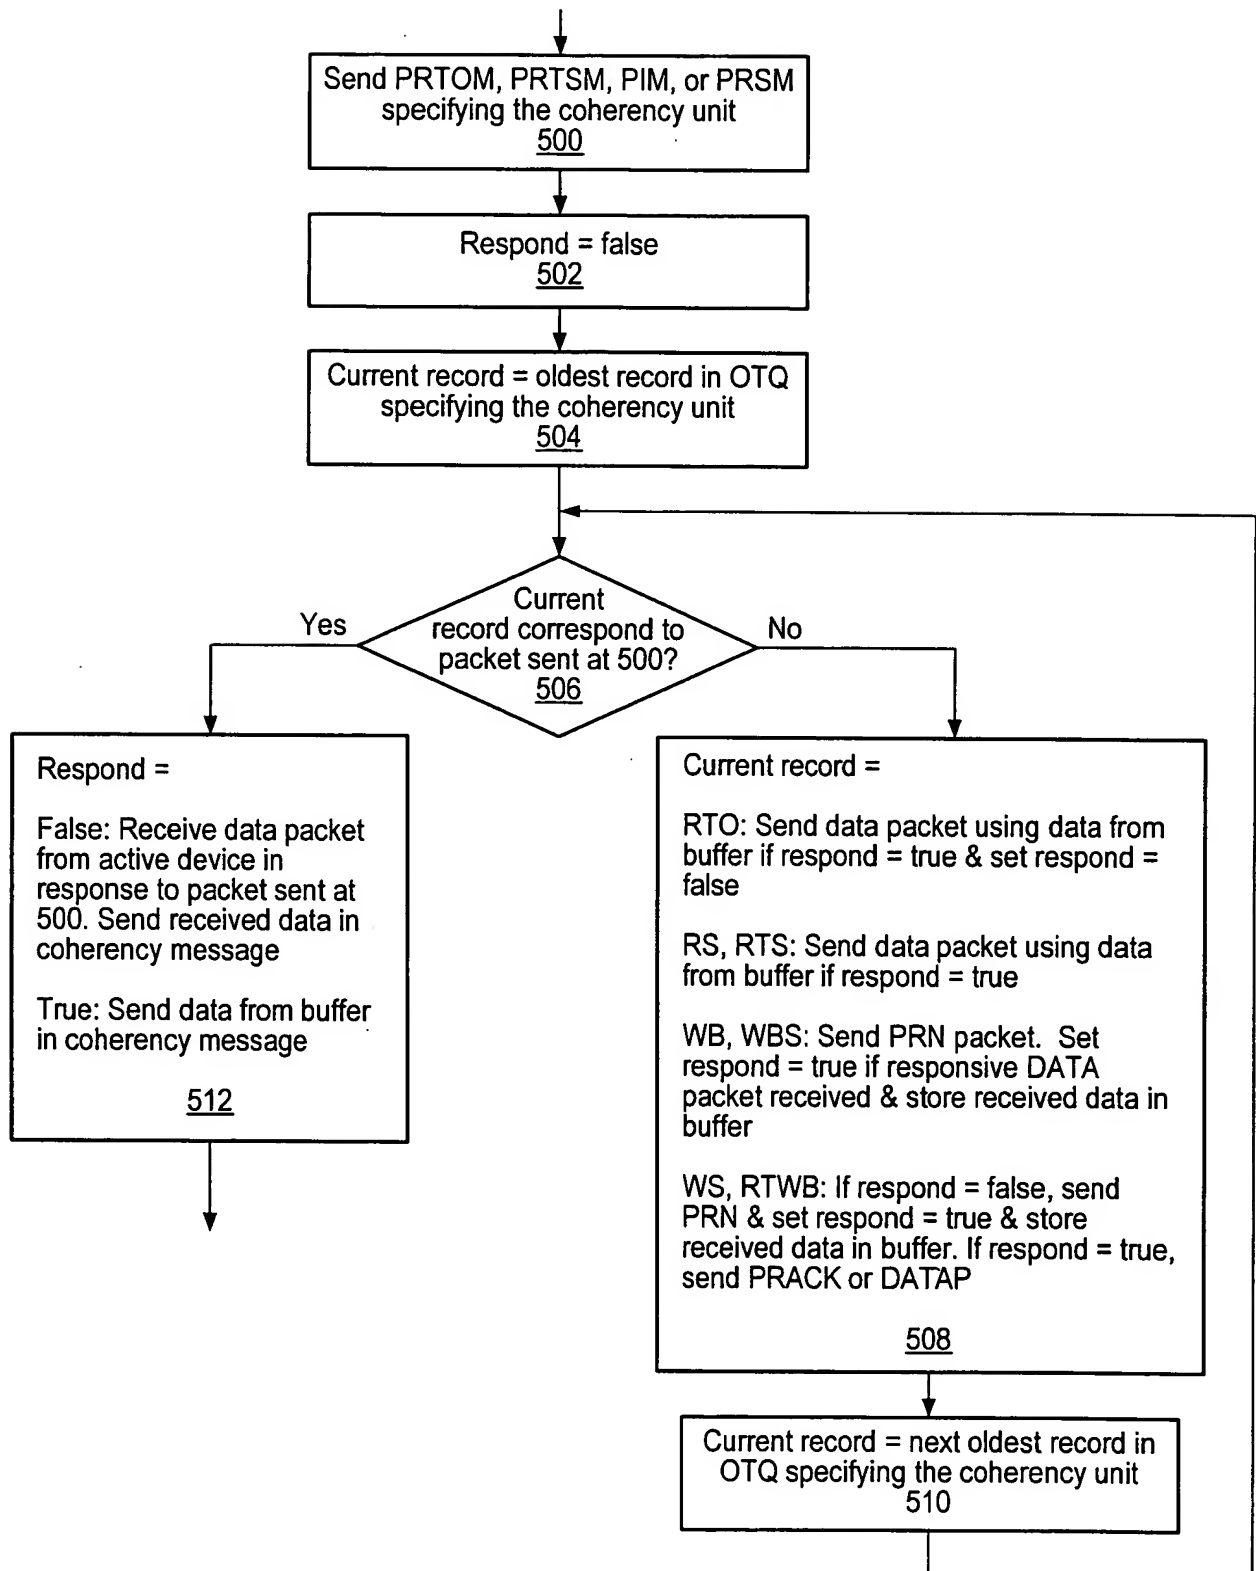 Send PRTOM, PRTSM, PIM, or PRSM
specifying the coherency unit
500
Respond = false
502
Current record = oldest record in OTQ
specifying the coherency unit
504
Current
record correspond to
packet sent at 500?
506
Yes
No
Respond =
False: Receive data packet
from active device in
response to packet sent at
500. Send received data in
coherency message
True: Send data from buffer
in coherency message
512
Current record =
RTO: Send data packet using data from
buffer if respond = true & set respond =
false
RS, RTS: Send data packet using data
from buffer if respond = true
WB, WBS: Send PRN packet. Set
respond = true if responsive DATA
packet received & store received data in
buffer
WS, RTWB: If respond = false, send
PRN & set respond = true & store
received data in buffer. If respond = true,
send PRACK or DATAP
508
Current record = next oldest record in
OTQ specifying the coherency unit
510